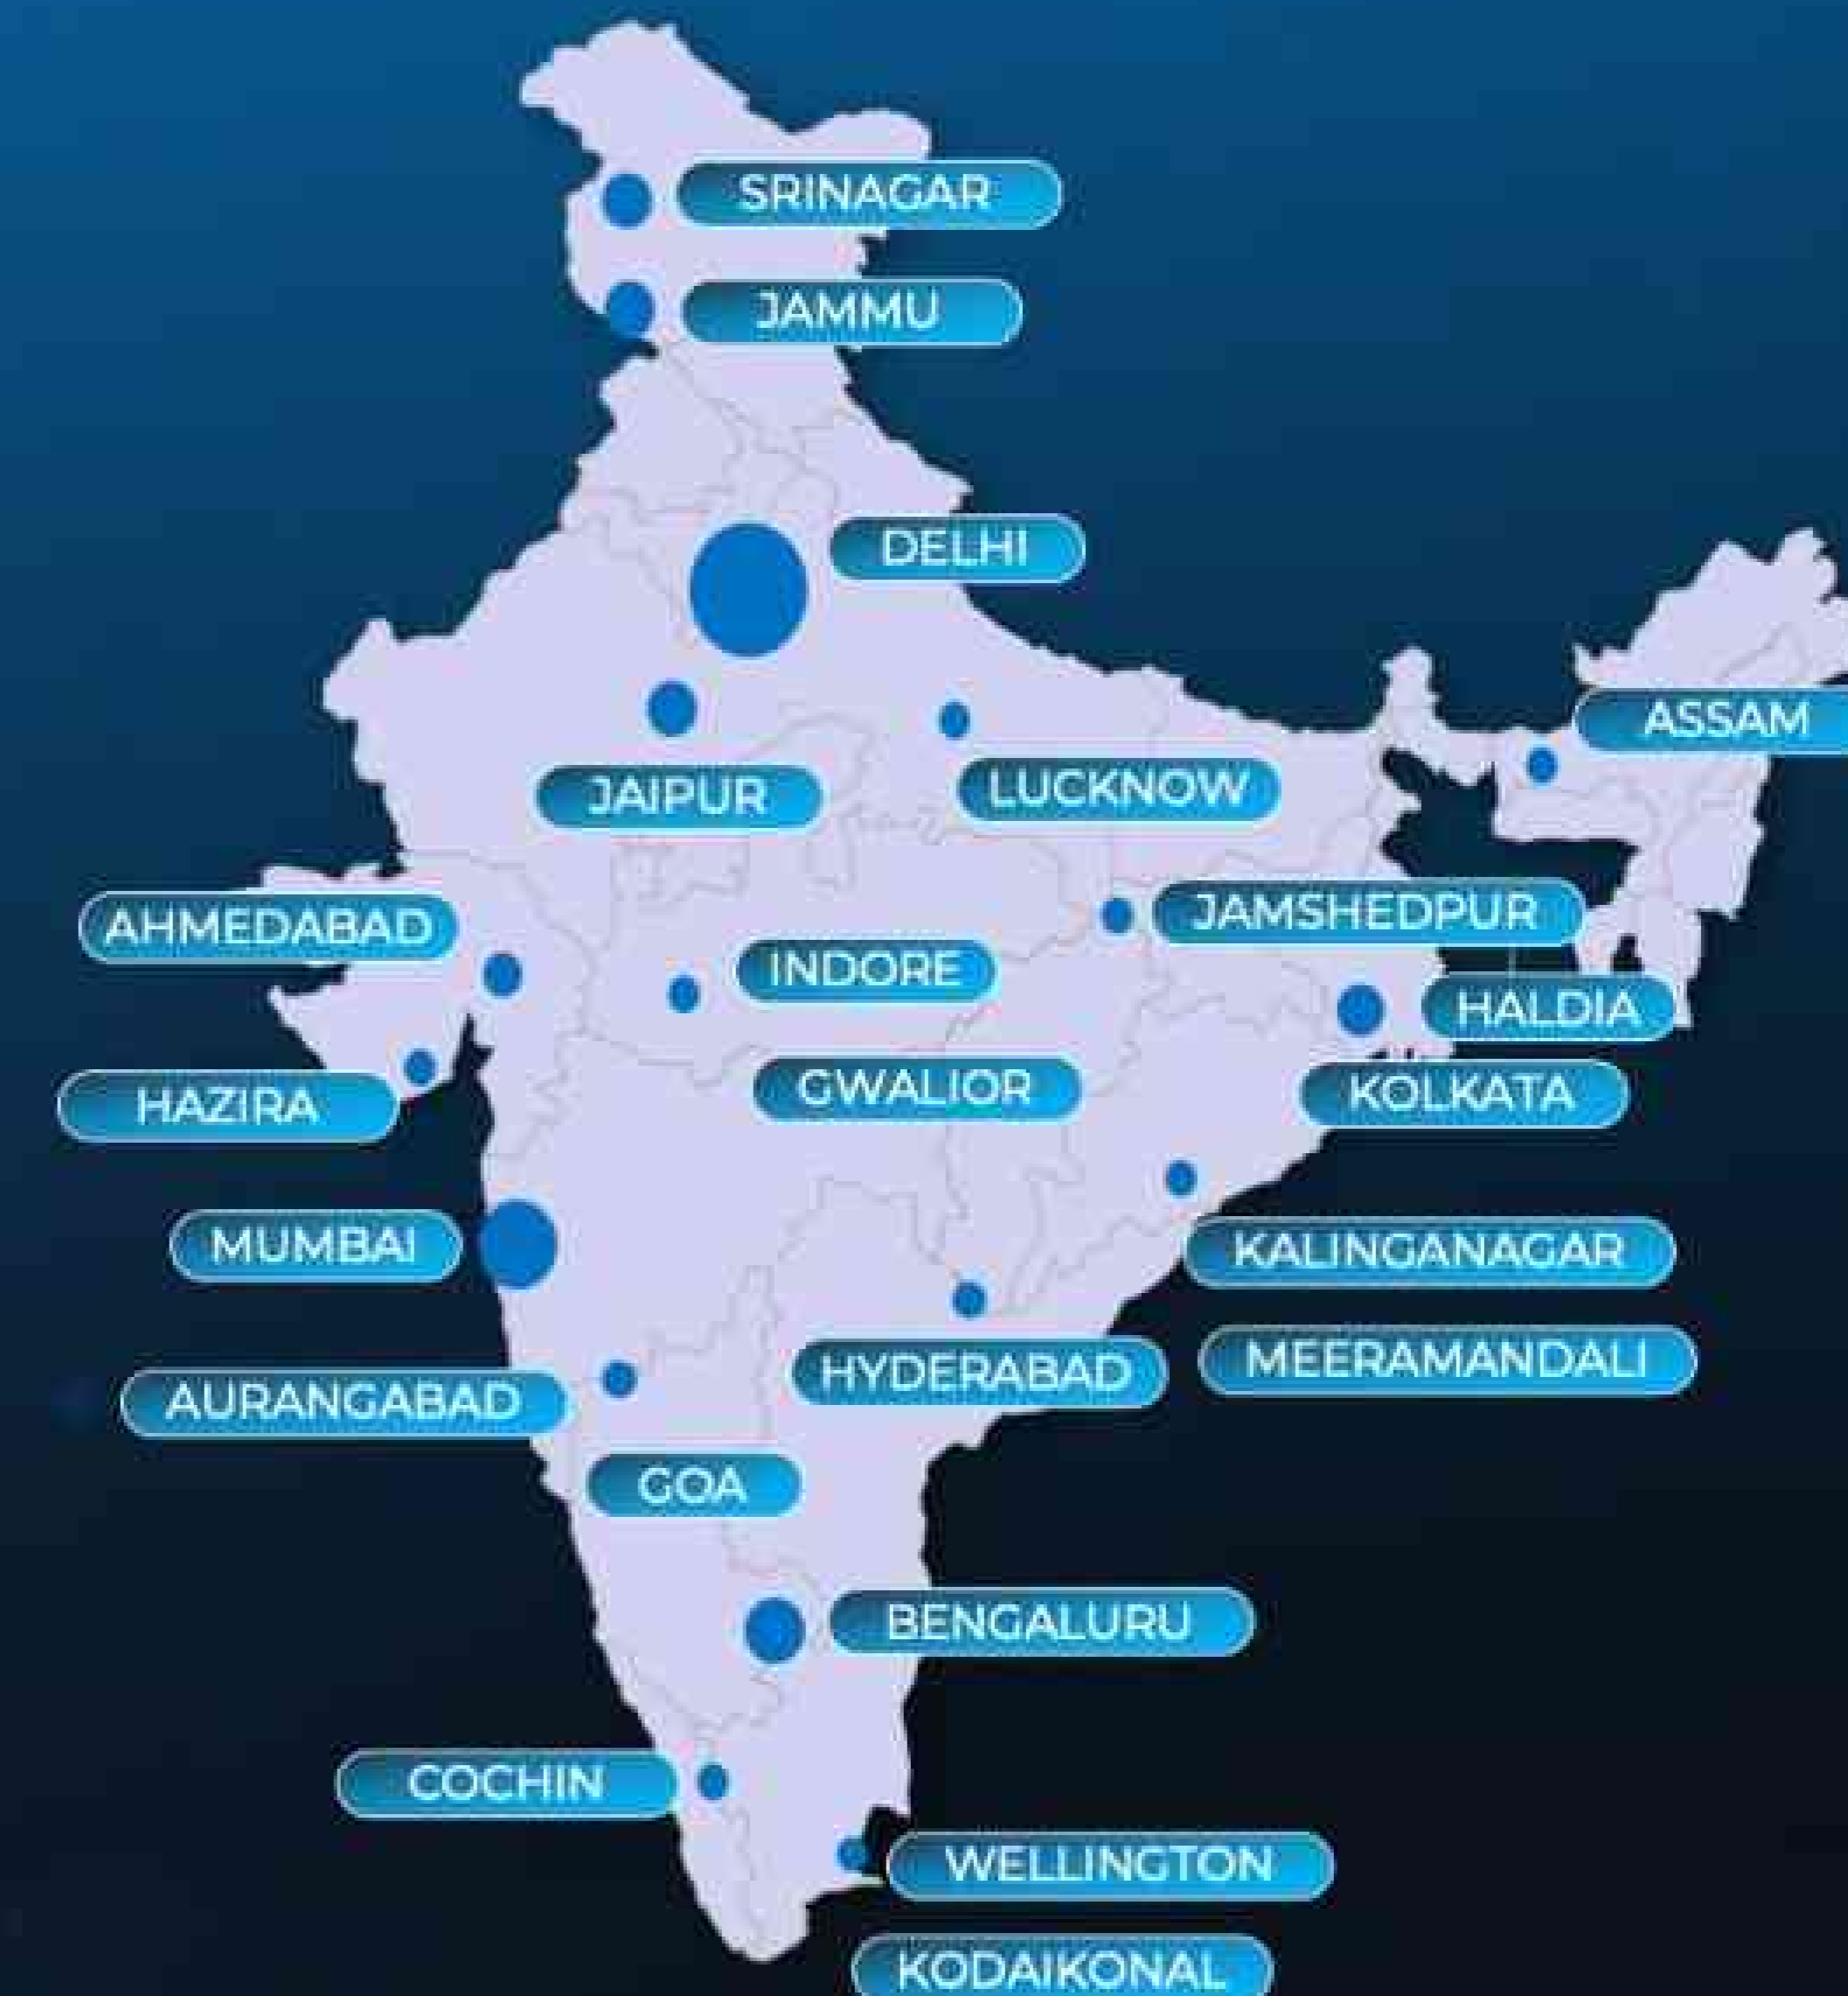 SRINAGAR
JAMMU
DELHI
ASSAM
JAIPUR
LUCKNOW
AHMEDABAD
JAMSHEDPUR
INDORE
HALDIA
HAZIRA
GWALIOR
KOLKATA
MUMBAI
KALINGANAGAR
HYDERABAD
MEERAMANDALI
AURANGABAD
GOA
BENGALURU
COCHIN
WELLINGTON
KODAIKONAL